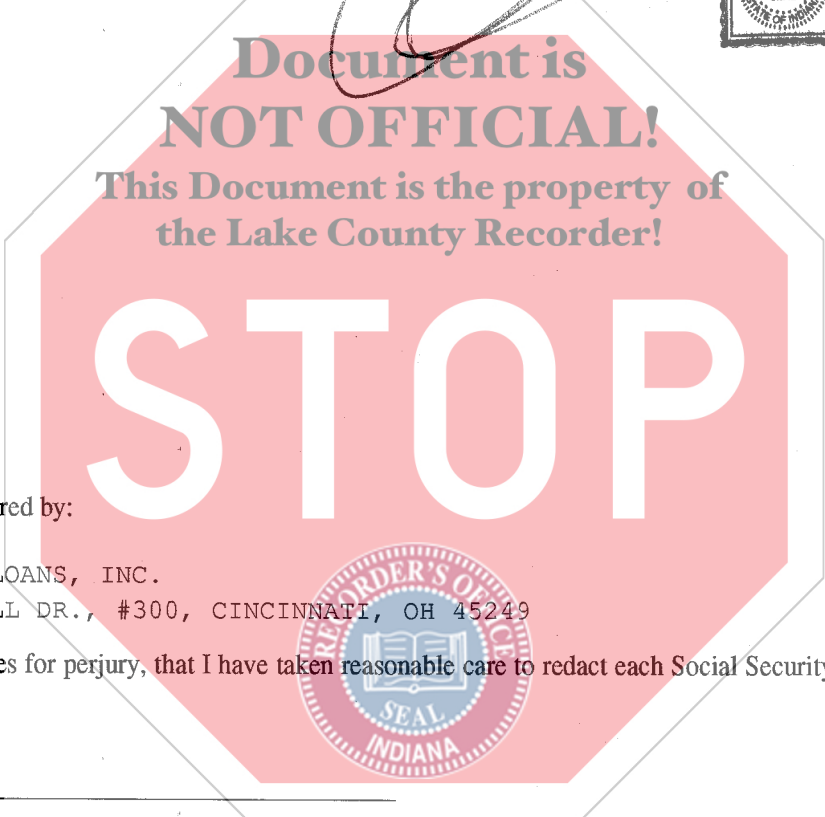 Document is
NOT OFFICIAL!
This Document is the property of
the Lake County Recorder!
STOP
red by:
LOANS, INC.
LL DR., #300, CINCINNATI, OH 45249
es for perjury, that I have taken reasonable care to redact each Social Security
RECORDER'S OFFICE
SEAL
INDIANA